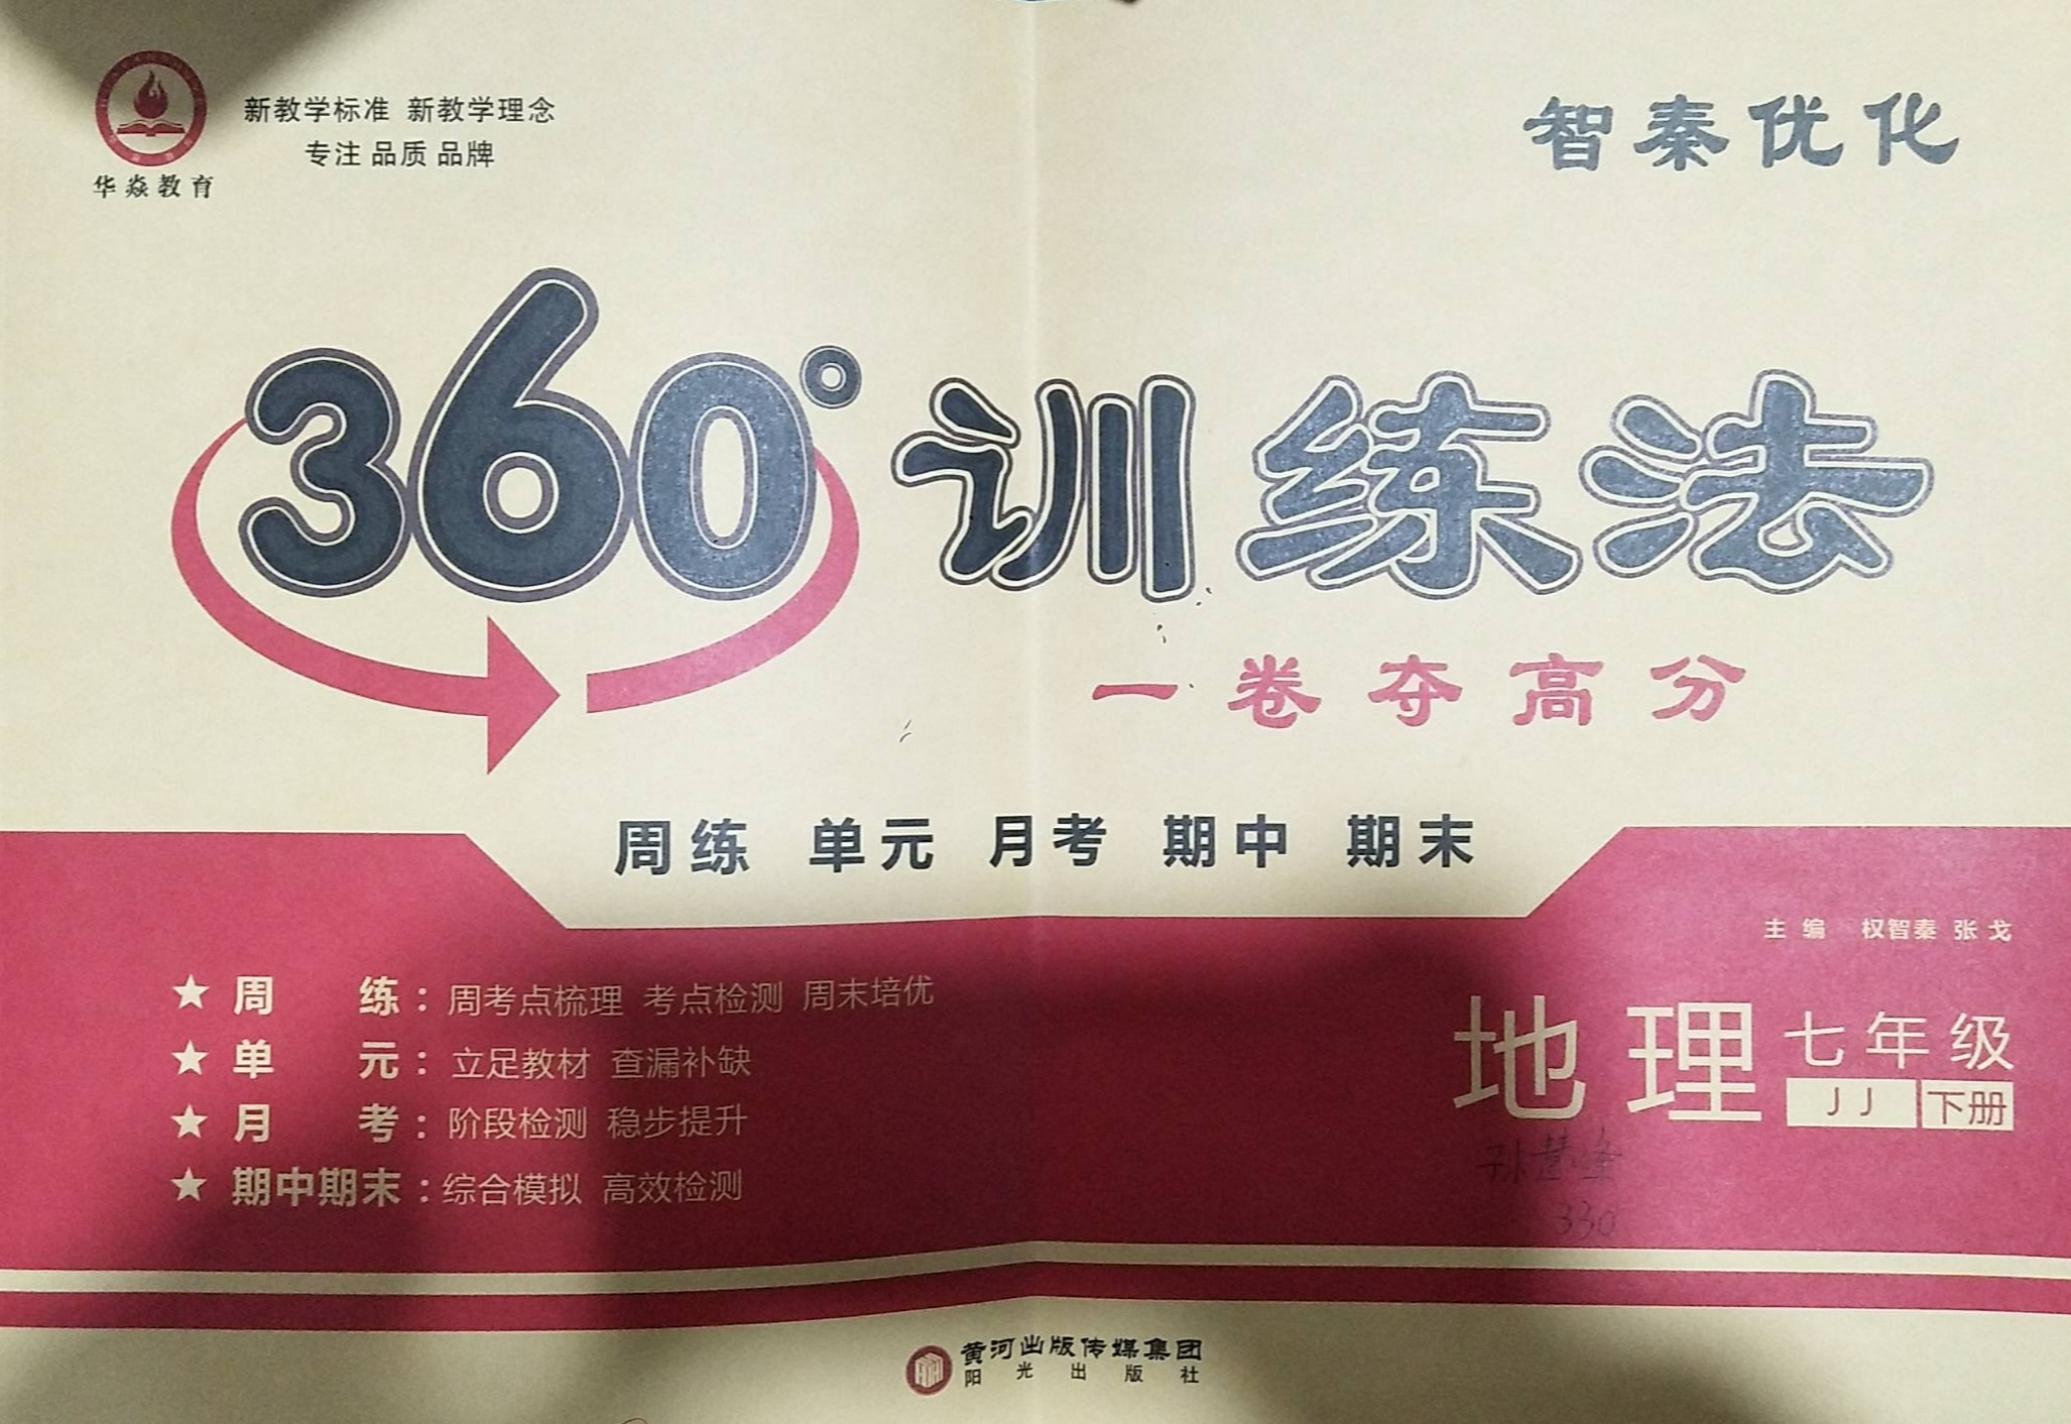 新教学标准 新教学理念
专注 品质 品牌
华焱教育
智秦优化
360°训练法
一卷夺高分
周练 单元 月考 期中 期末
主编 权智秦 张戈
★ 周练：周考点梳理 考点检测 周末培优
★ 单元：立足教材 查漏补缺
★ 月考：阶段检测 稳步提升
★ 期中期末：综合模拟 高效检测
地理 七年级
JJ 下册
孙慧峰
330
黄河出版传媒集团
阳光出版社